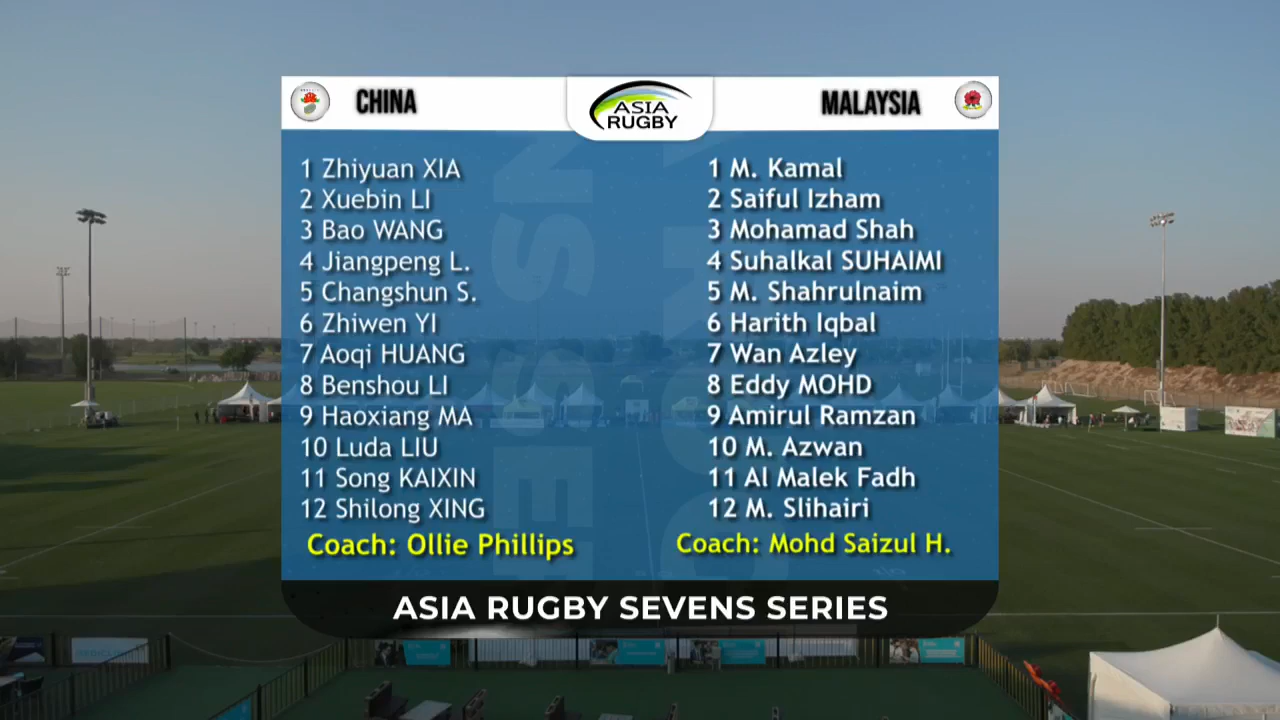 CHINA
ASIA
RUGBY
MALAYSIA
1 Zhiyuan XIA
2 Xuebin LI
3 Bao WANG
4 Jiangpeng L.
5 Changshun S.
6 Zhiwen YI
7 Aoqi HUANG
8 Benshou LI
9 Haoxiang MA
10 Luda LIU
11 Song KAIXIN
12 Shilong XING
Coach: Ollie Phillips
1 M. Kamal
2 Saiful Izham
3 Mohamad Shah
4 Suhalkal SUHAIMI
5 M. Shahrulnaim
6 Harith Iqbal
7 Wan Azley
8 Eddy MOHD
9 Amirul Ramzan
10 M. Azwan
11 Al Malek Fadh
12 M. Slihairi
Coach: Mohd Saizul H.
ASIA RUGBY SEVENS SERIES